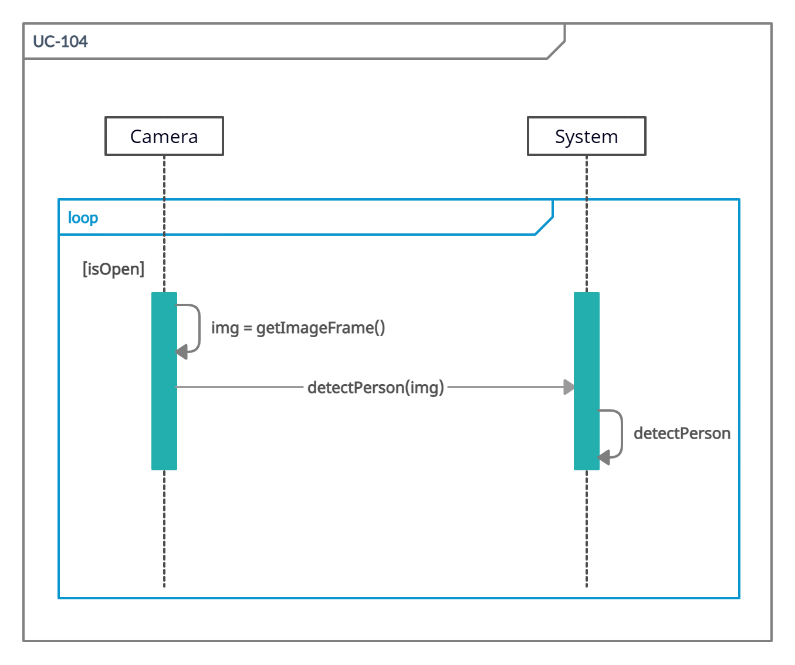 UC-104
Camera
System
loop
[isOpen]
img = getImageFrame()
detectPerson(img)
detectPerson